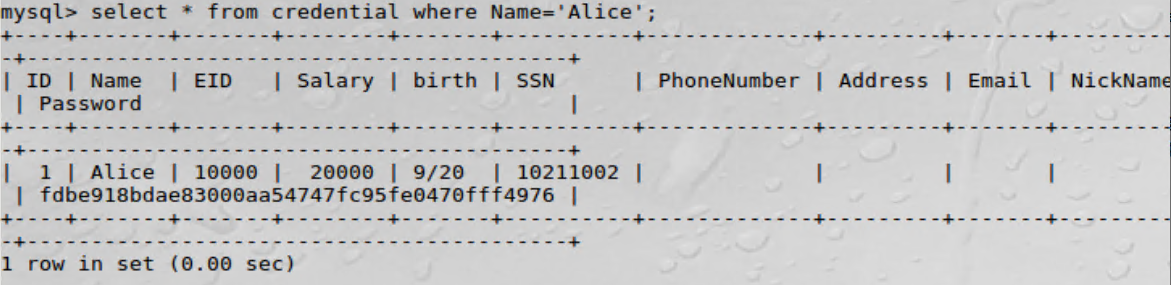 mysql> select * from credential where Name='Alice';
+----+-------+-------+--------+-------+----------+-------------+---------+-------+---------
-+------------------------------------------+
| ID | Name  | EID   | Salary | birth | SSN      | PhoneNumber | Address | Email | NickName
 | Password                                 |
+----+-------+-------+--------+-------+----------+-------------+---------+-------+---------
-+------------------------------------------+
|  1 | Alice | 10000 |  20000 | 9/20  | 10211002 |             |         |       |
 | fdbe918bdae83000aa54747fc95fe0470fff4976 |
+----+-------+-------+--------+-------+----------+-------------+---------+-------+---------
-+------------------------------------------+
1 row in set (0.00 sec)